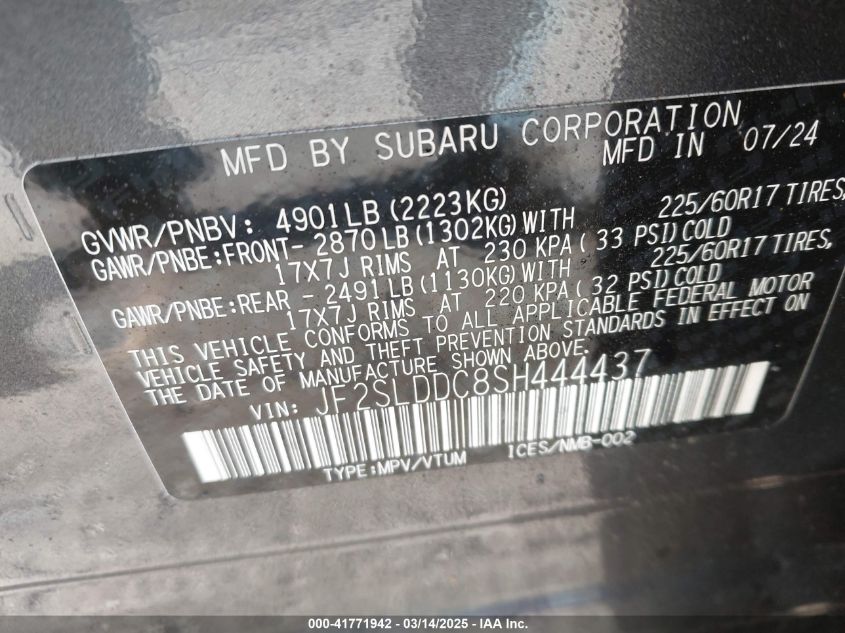 MFD BY SUBARU CORPORATION
MFD IN 07/24
GVWR/PNBV: 4901LB(2223KG)
GAWR/PNBE:FRONT- 2870LB(1302KG)WITH 225/60R17 TIRES,
17X7J RIMS AT 230 KPA( 33 PSI)COLD
GAWR/PNBE:REAR - 2491LB(1130KG)WITH 225/60R17 TIRES,
17X7J RIMS AT 220 KPA( 32 PSI)COLD
THIS VEHICLE CONFORMS TO ALL APPLICABLE FEDERAL MOTOR
VEHICLE SAFETY AND THEFT PREVENTION STANDARDS IN EFFECT ON
THE DATE OF MANUFACTURE SHOWN ABOVE.
VIN: JF2SLDDC8SH444437
TYPE:MPV/VTUM ICES/NMB-002
000-41771942 - 03/14/2025 - IAA Inc.